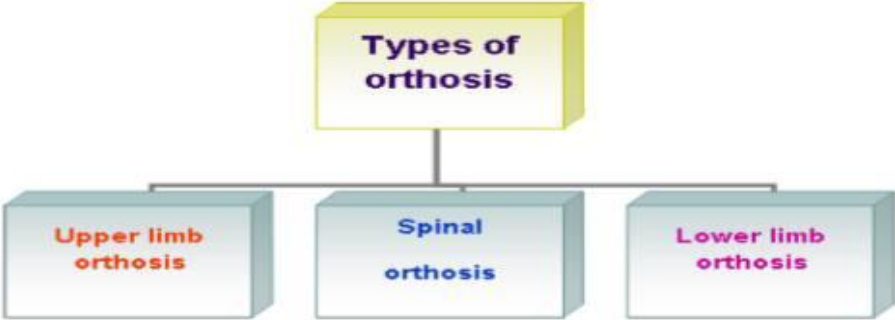 Types of
orthosis
Upper limb
orthosis
Spinal
orthosis
Lower limb
orthosis